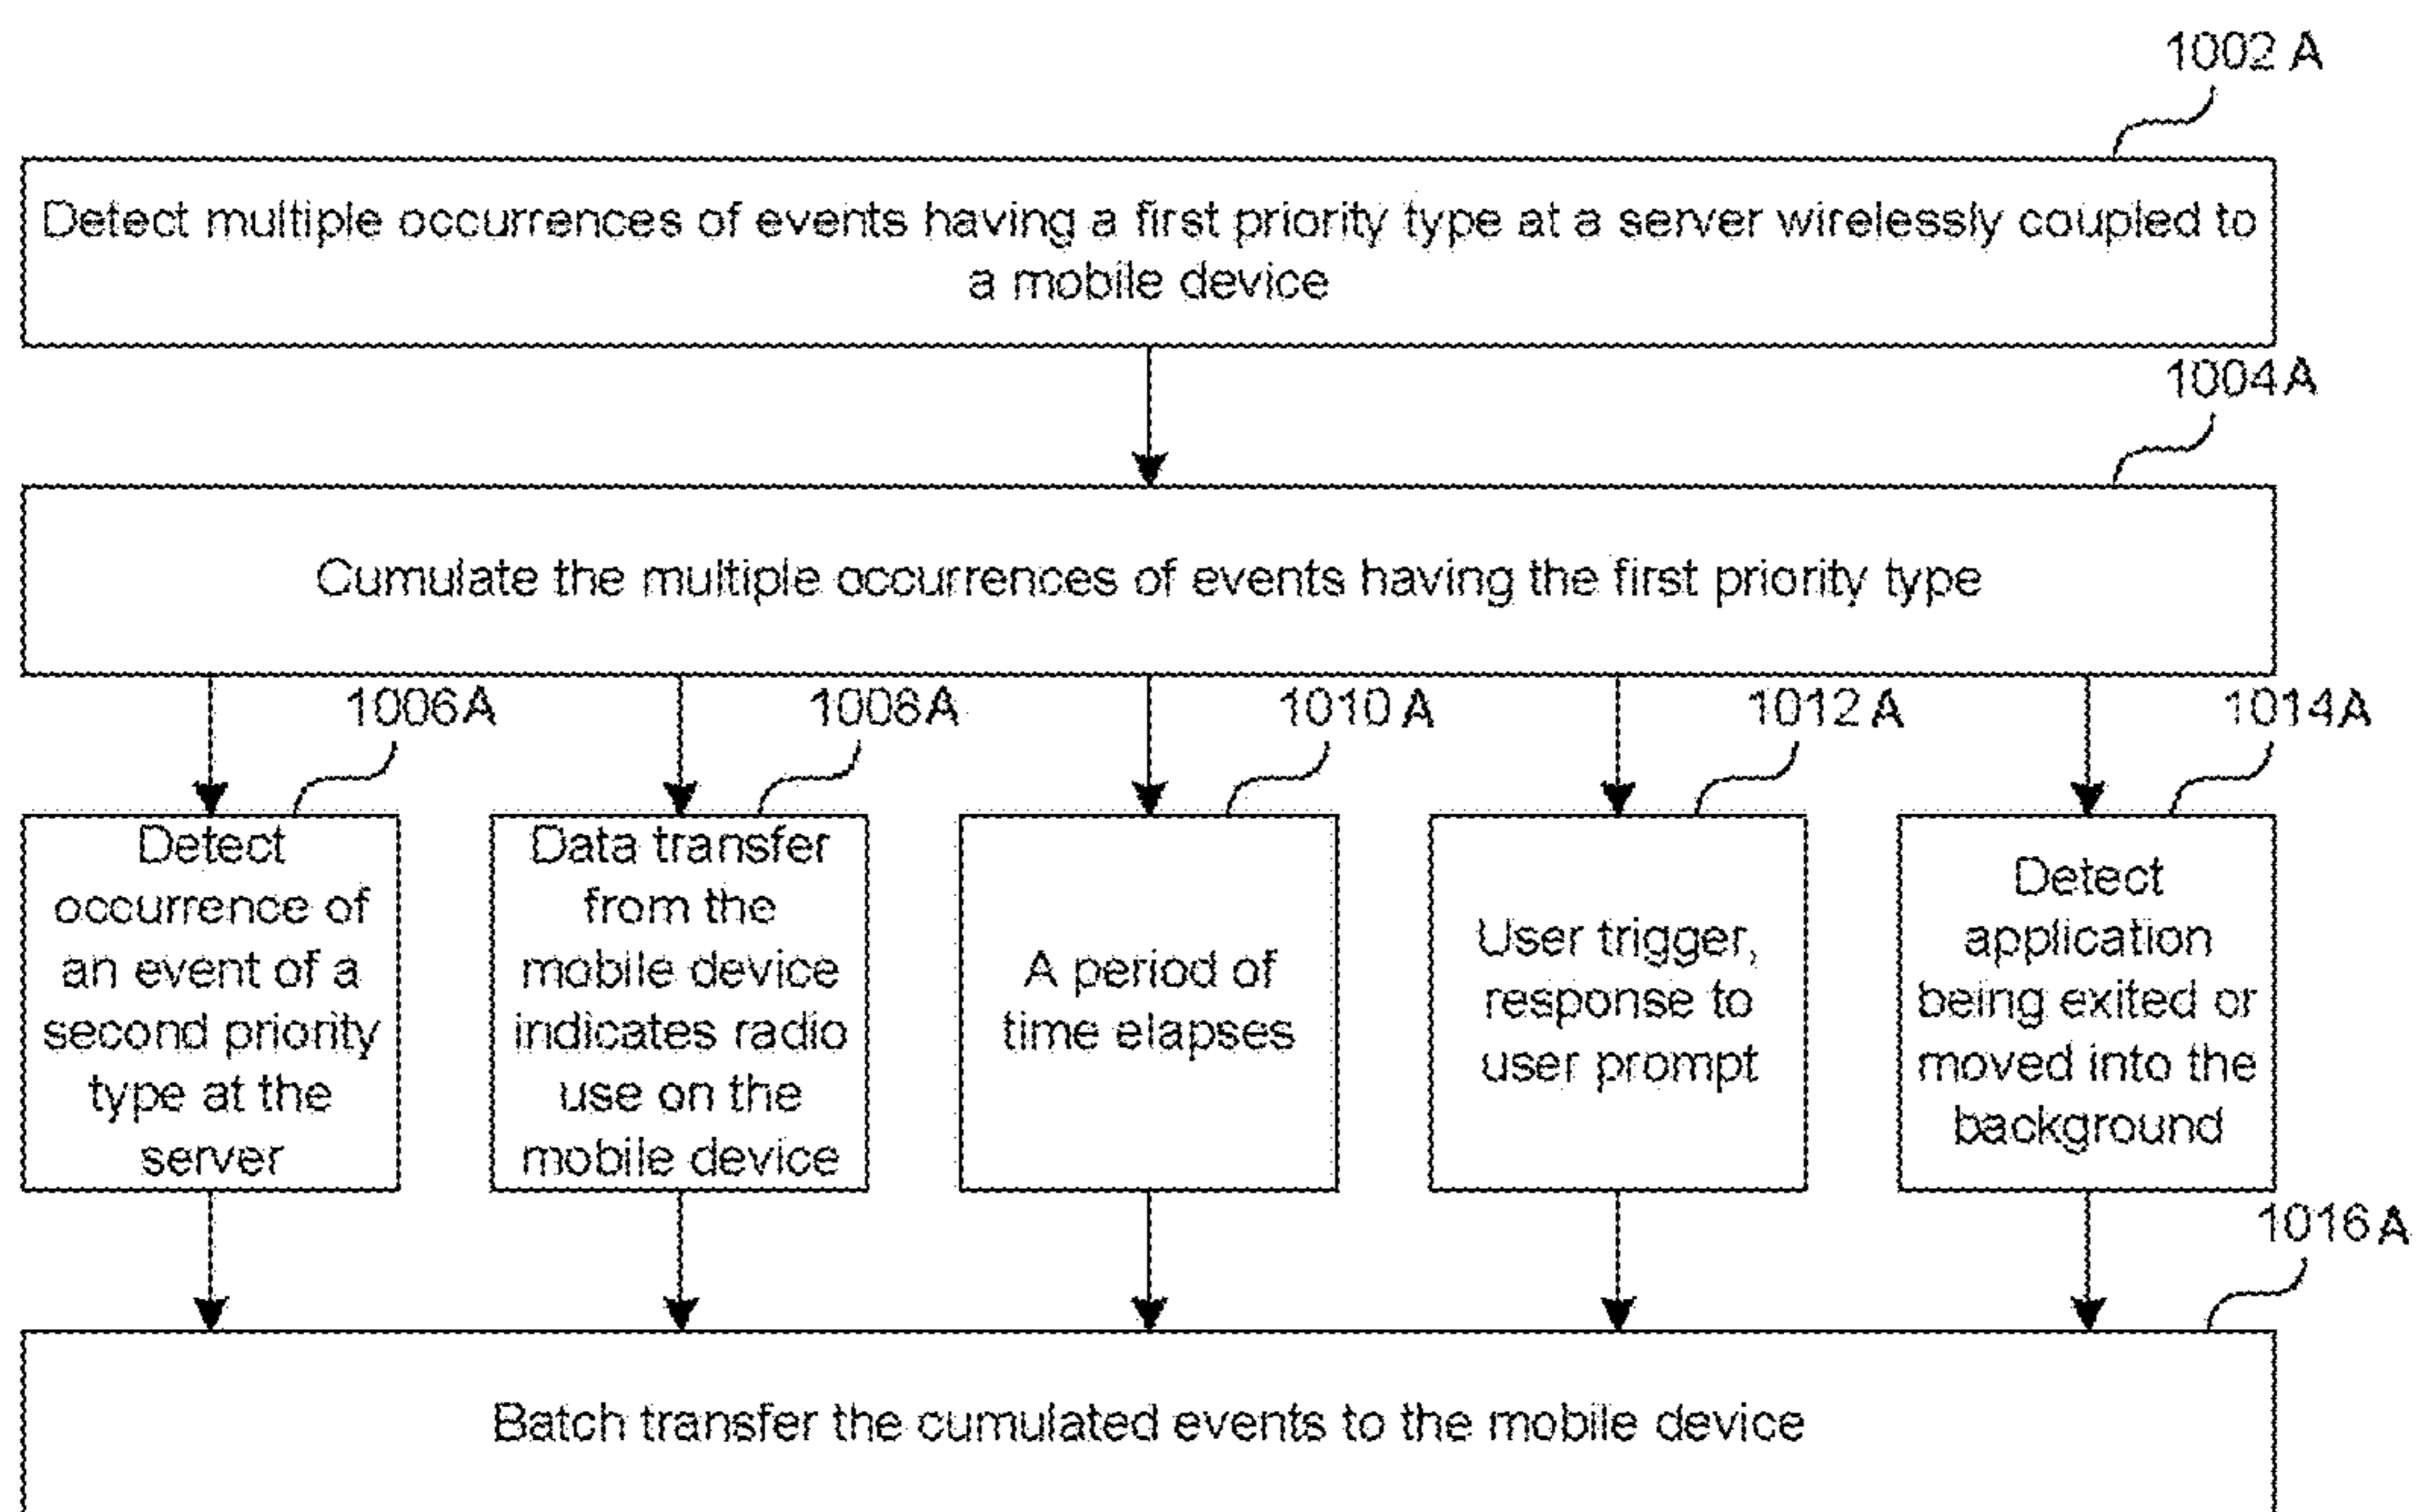 1002 A
Detect multiple occurrences of events having a first priority type at a server wirelessly coupled to
a mobile device
1004A
Cumulate the multiple occurrences of events having the first priority type
1006A
Detect
occurrence of
an event of a
second priority
type at the
server
1008A
Data transfer
from the
mobile device
indicates radio
use on the
mobile device
1010 A
A period of
time elapses
1012 A
User trigger,
response to
user prompt
1014A
Detect
application
being exited or
moved into the
background
1016 A
Batch transfer the cumulated events to the mobile device